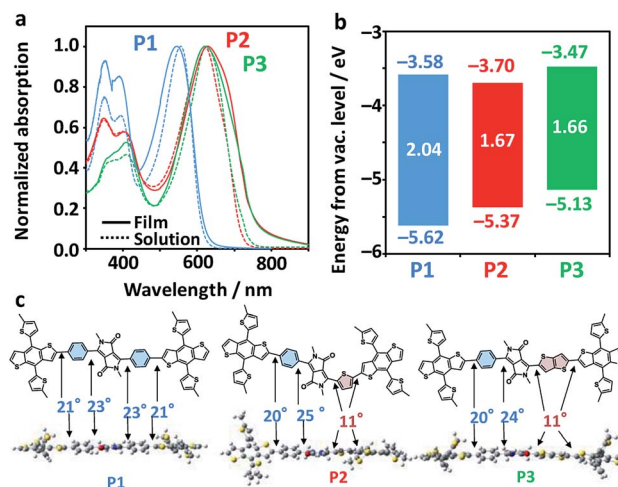 a
Normalized absorption
1.0
0.8
0.6
0.4
0.2
0.0
P1
P2
P3
Film
Solution
400
600
800
Wavelength / nm
b
Energy from vac. level / eV
−3
−4
−5
−6
−3.58
2.04
−5.62
−3.70
1.67
−5.37
−3.47
1.66
−5.13
P1
P2
P3
c
21°
23°
23°
21°
P1
20°
25°
11°
P2
20°
24°
11°
P3